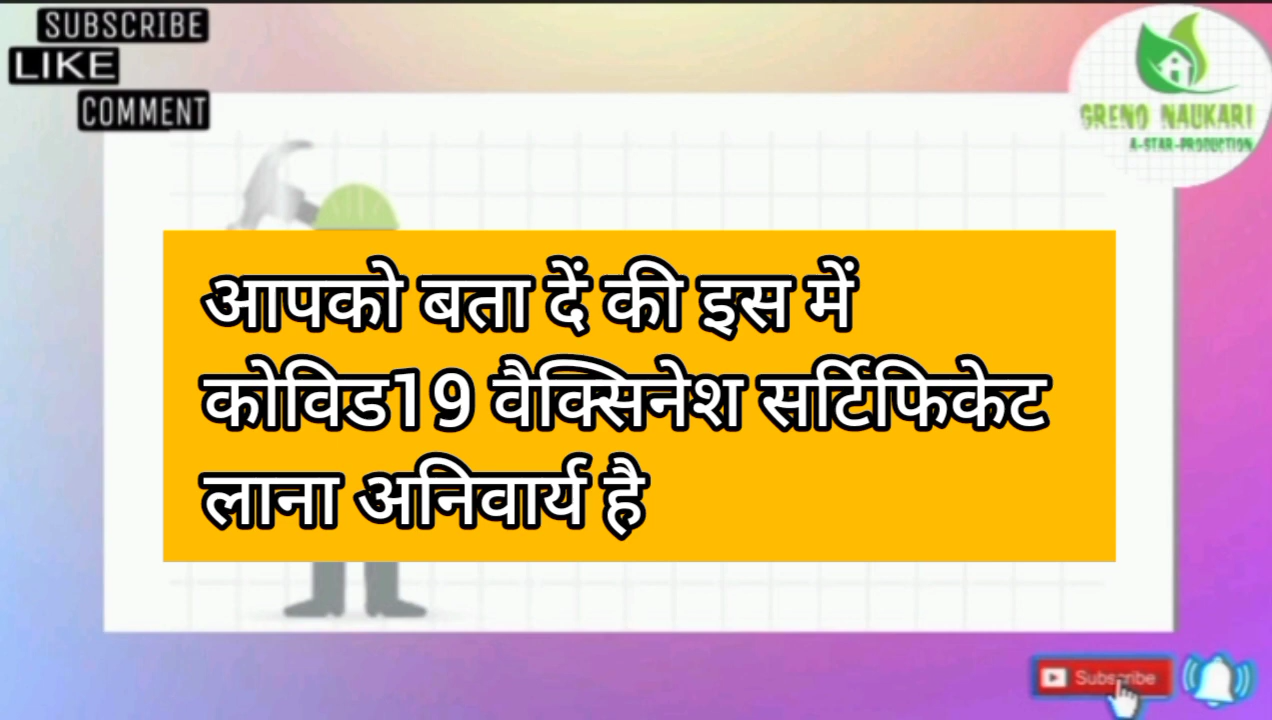 SUBSCRIBE
LIKE
COMMENT
GRENO NAUKARI
A-STAR-PRODUCTION
आपको बता दें की इस में
कोविड19 वैक्सिनेश सर्टिफिकेट
लाना अनिवार्य है
Subscribe